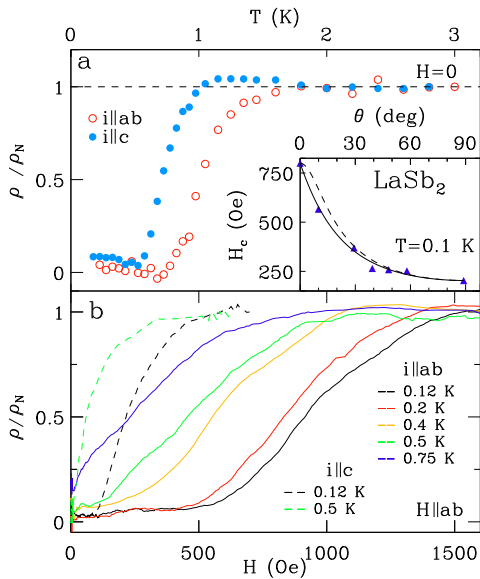 T (K)
0 1 2 3
a
H=0
1
i∥ab
i∥c
θ (deg)
0 30 60 90
ρ/ρN
0.5
750
LaSb2
Hc (Oe)
500
T=0.1 K
250
0
b
1
i∥ab
0.12 K
0.2 K
0.4 K
0.5 K
0.75 K
ρ/ρN
0.5
i∥c
0.12 K
0.5 K
H∥ab
0
0 500 1000 1500
H (Oe)